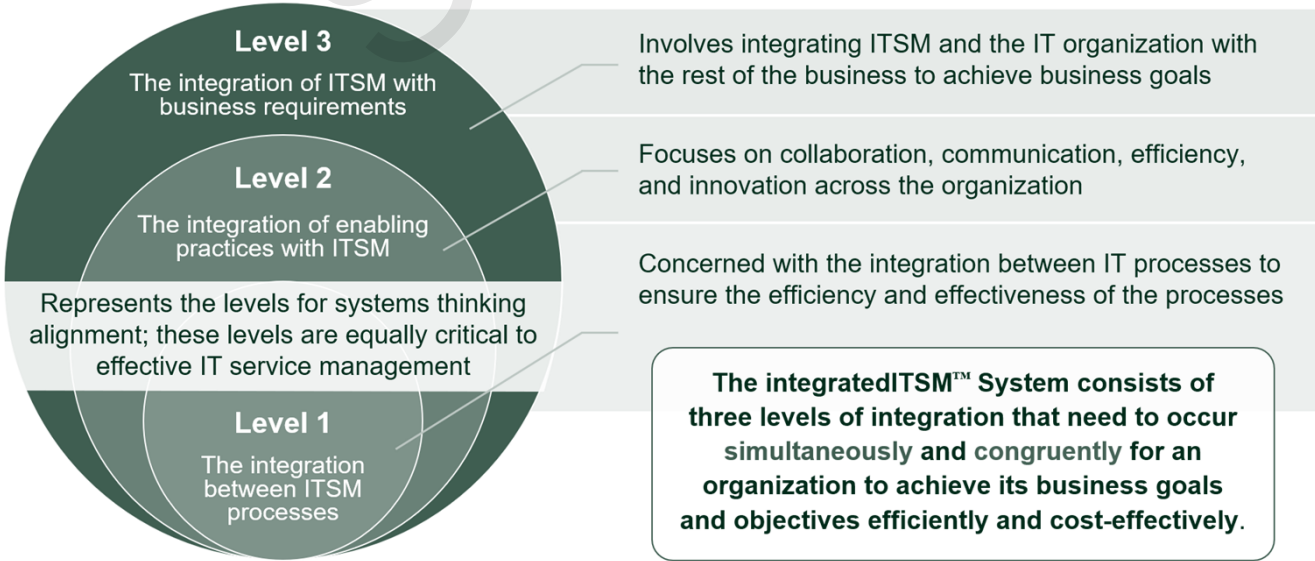 Level 3
The integration of ITSM with
business requirements
Involves integrating ITSM and the IT organization with
the rest of the business to achieve business goals
Level 2
The integration of enabling
practices with ITSM
Focuses on collaboration, communication, efficiency,
and innovation across the organization
Represents the levels for systems thinking
alignment; these levels are equally critical to
effective IT service management
Concerned with the integration between IT processes to
ensure the efficiency and effectiveness of the processes
Level 1
The integration
between ITSM
processes
The integratedITSM™ System consists of
three levels of integration that need to occur
simultaneously and congruently for an
organization to achieve its business goals
and objectives efficiently and cost-effectively.